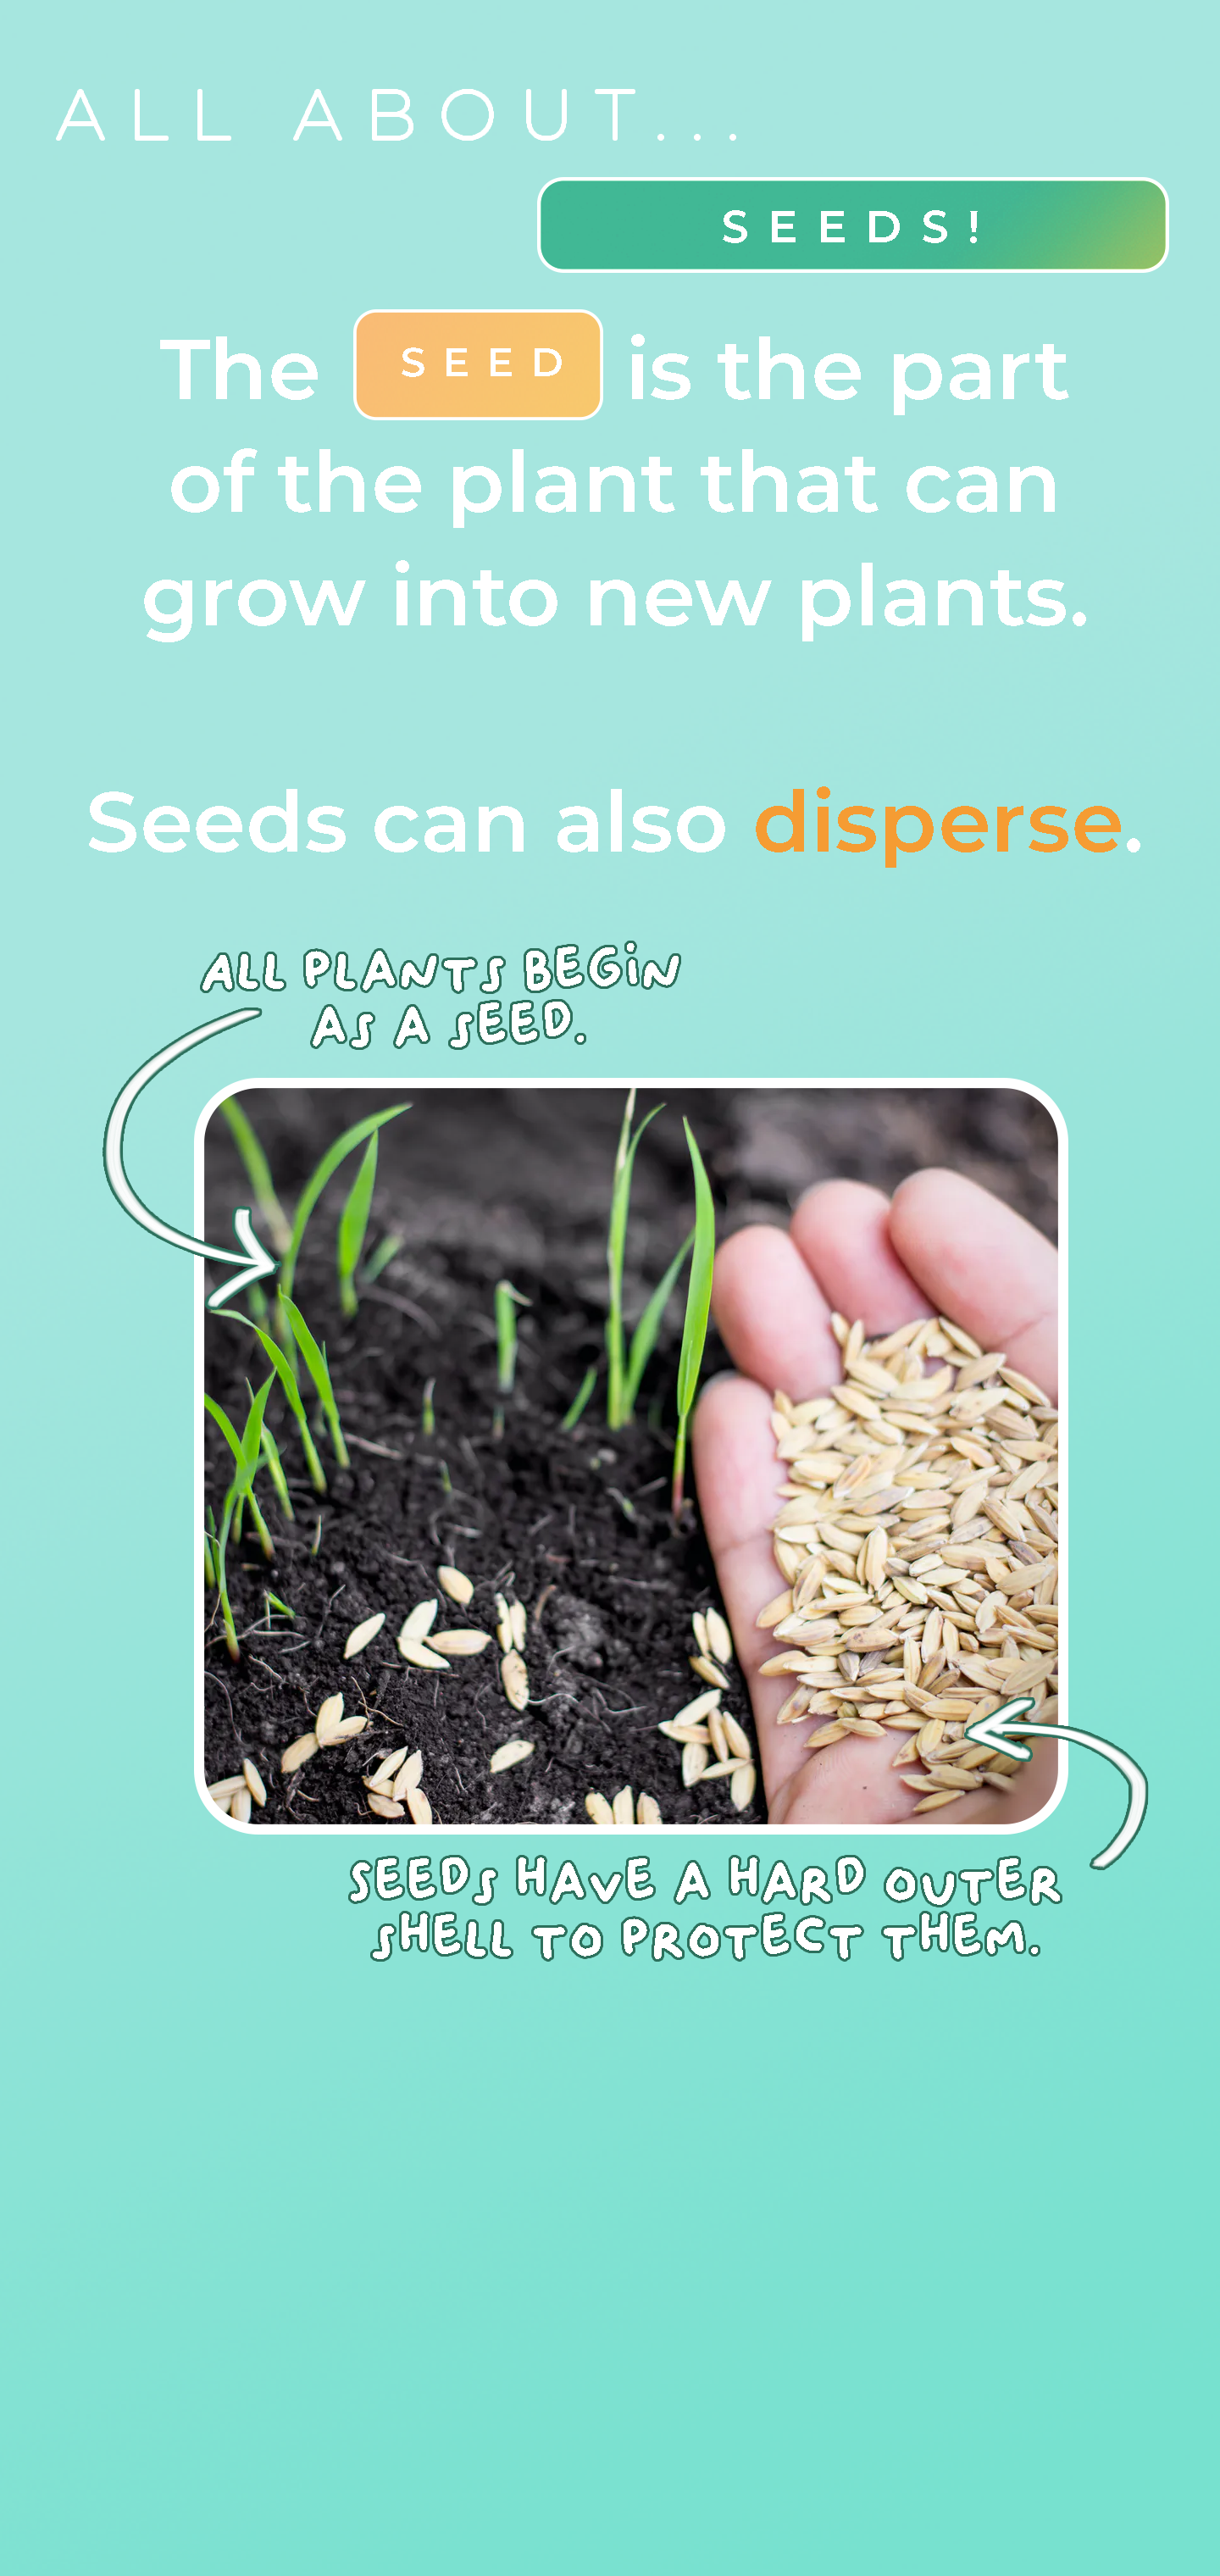 ALL ABOUT...
SEEDS!
The SEED is the part
of the plant that can
grow into new plants.
Seeds can also disperse.
ALL PLANTS BEGIN
AS A SEED.
SEEDS HAVE A HARD OUTER
SHELL TO PROTECT THEM.